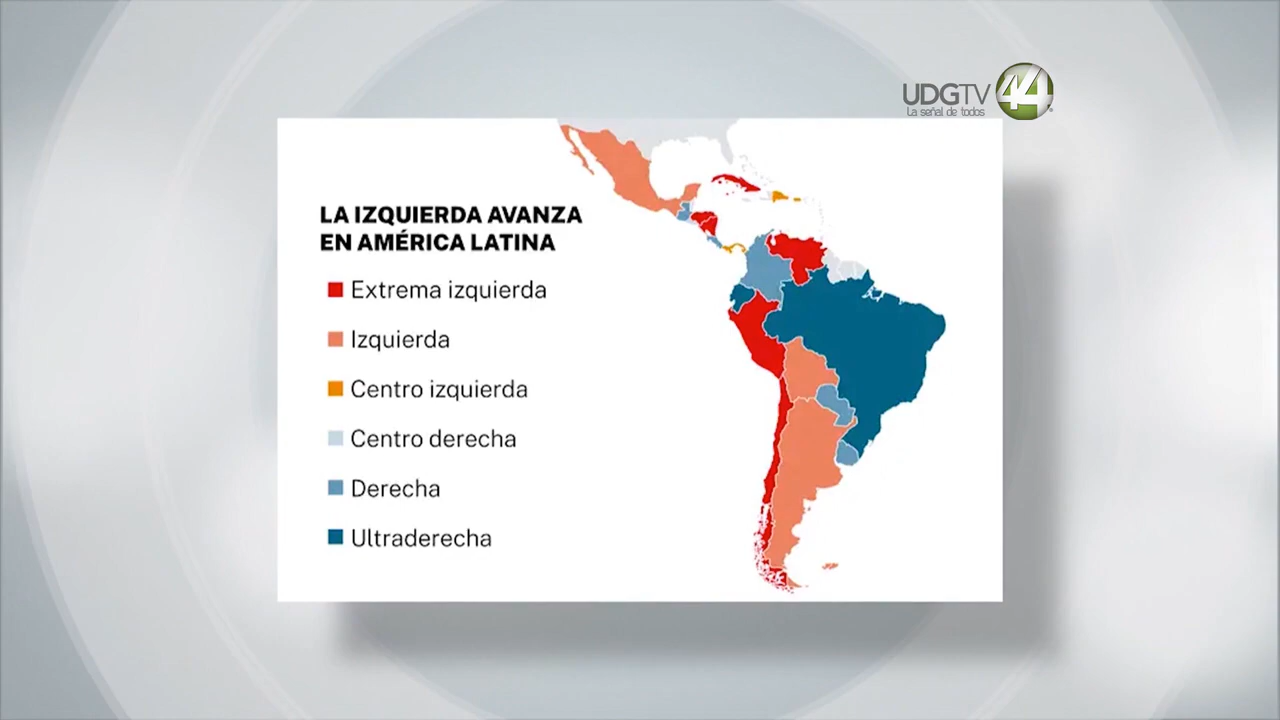 UDGTV 44
La señal de todos
LA IZQUIERDA AVANZA
EN AMÉRICA LATINA
Extrema izquierda
Izquierda
Centro izquierda
Centro derecha
Derecha
Ultraderecha